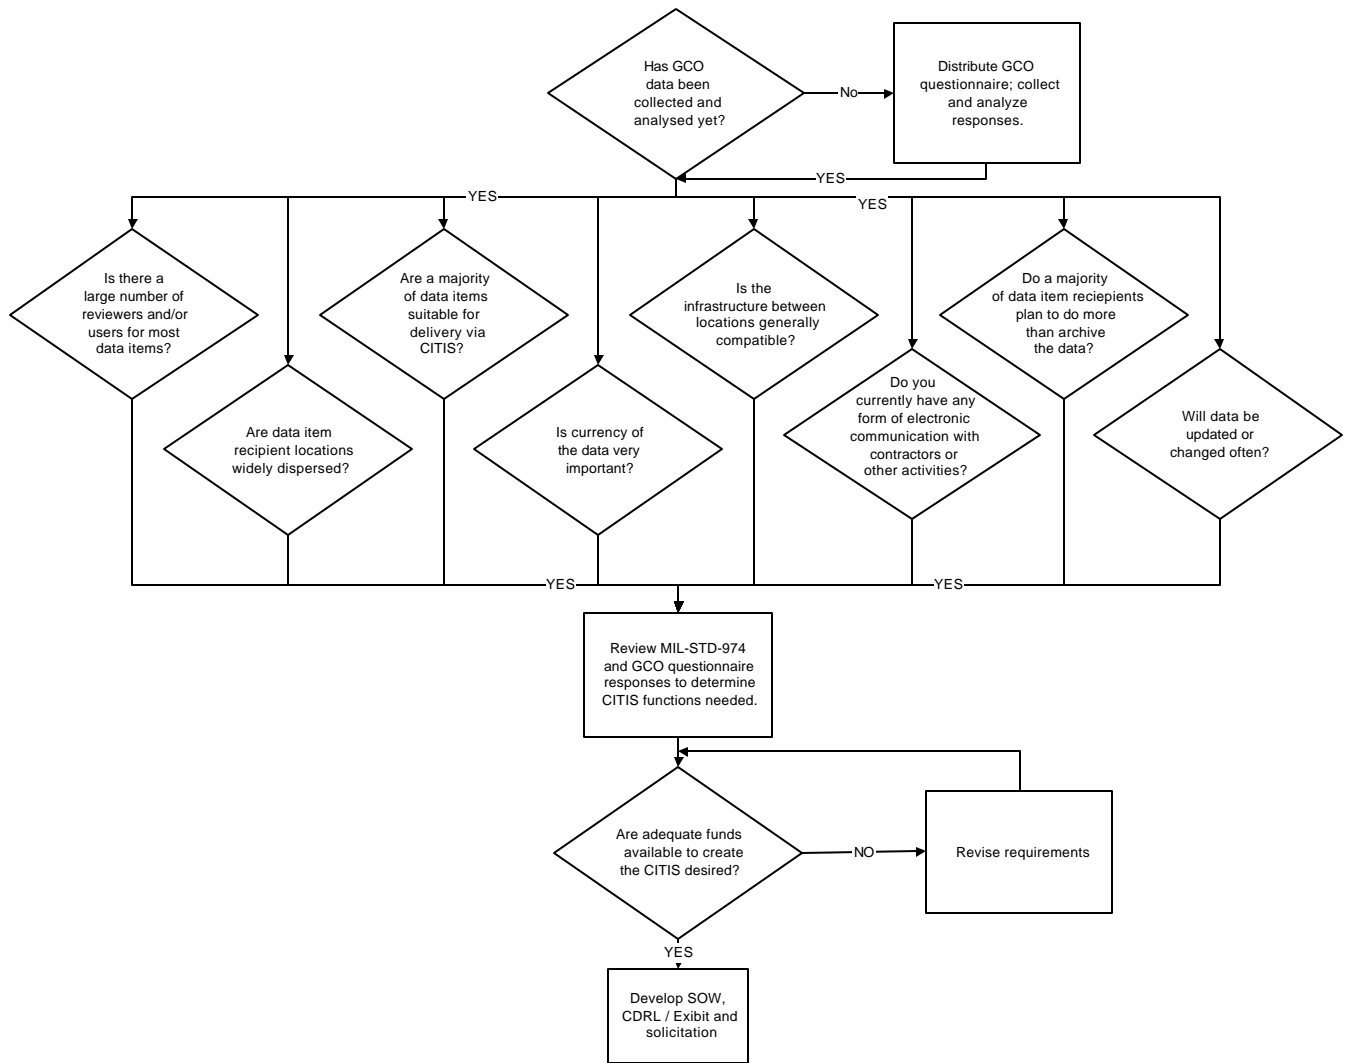 Has GCO
data been
collected and
analysed yet?
No
Distribute GCO
questionnaire; collect
and analyze
responses.
YES
YES
YES
Is there a
large number of
reviewers and/or
users for most
data items?
Are data item
recipient locations
widely dispersed?
Are a majority
of data items
suitable for
delivery via
CITIS?
Is currency of
the data very
important?
Is the
infrastructure between
locations generally
compatible?
Do you
currently have any
form of electronic
communication with
contractors or
other activities?
Do a majority
of data item reciepients
plan to do more
than archive
the data?
Will data be
updated or
changed often?
YES
YES
Review MIL-STD-974
and GCO questionnaire
responses to determine
CITIS functions needed.
Are adequate funds
available to create
the CITIS desired?
NO
Revise requirements
YES
Develop SOW,
CDRL / Exibit and
solicitation